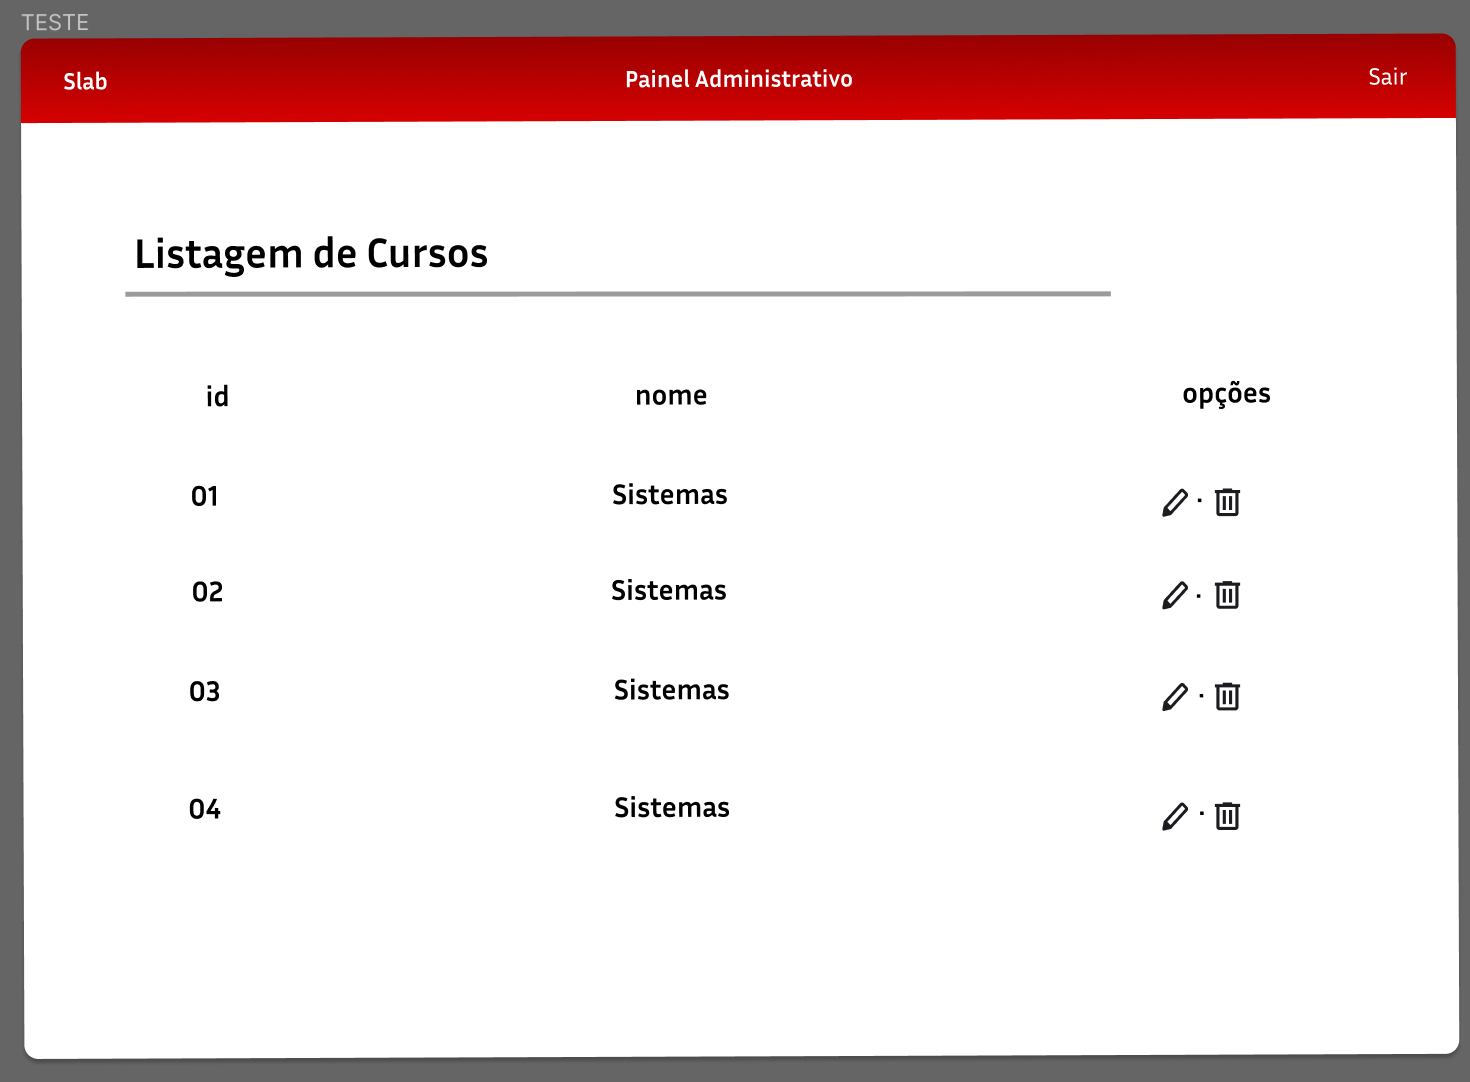 TESTE
Slab Painel Administrativo Sair
Listagem de Cursos
id nome opções
01 Sistemas
02 Sistemas
03 Sistemas
04 Sistemas